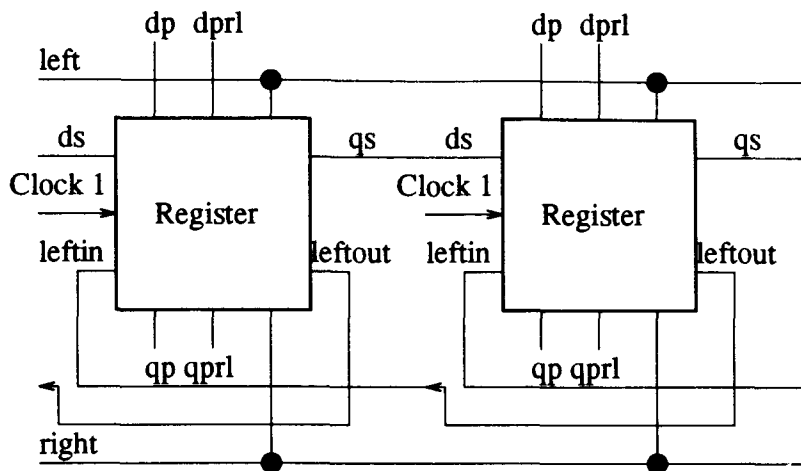 dp dprl dp dprl
left
ds qs ds qs
Clock 1 Clock 1
Register Register
leftin leftout leftin leftout
qp qprl qp qprl
right